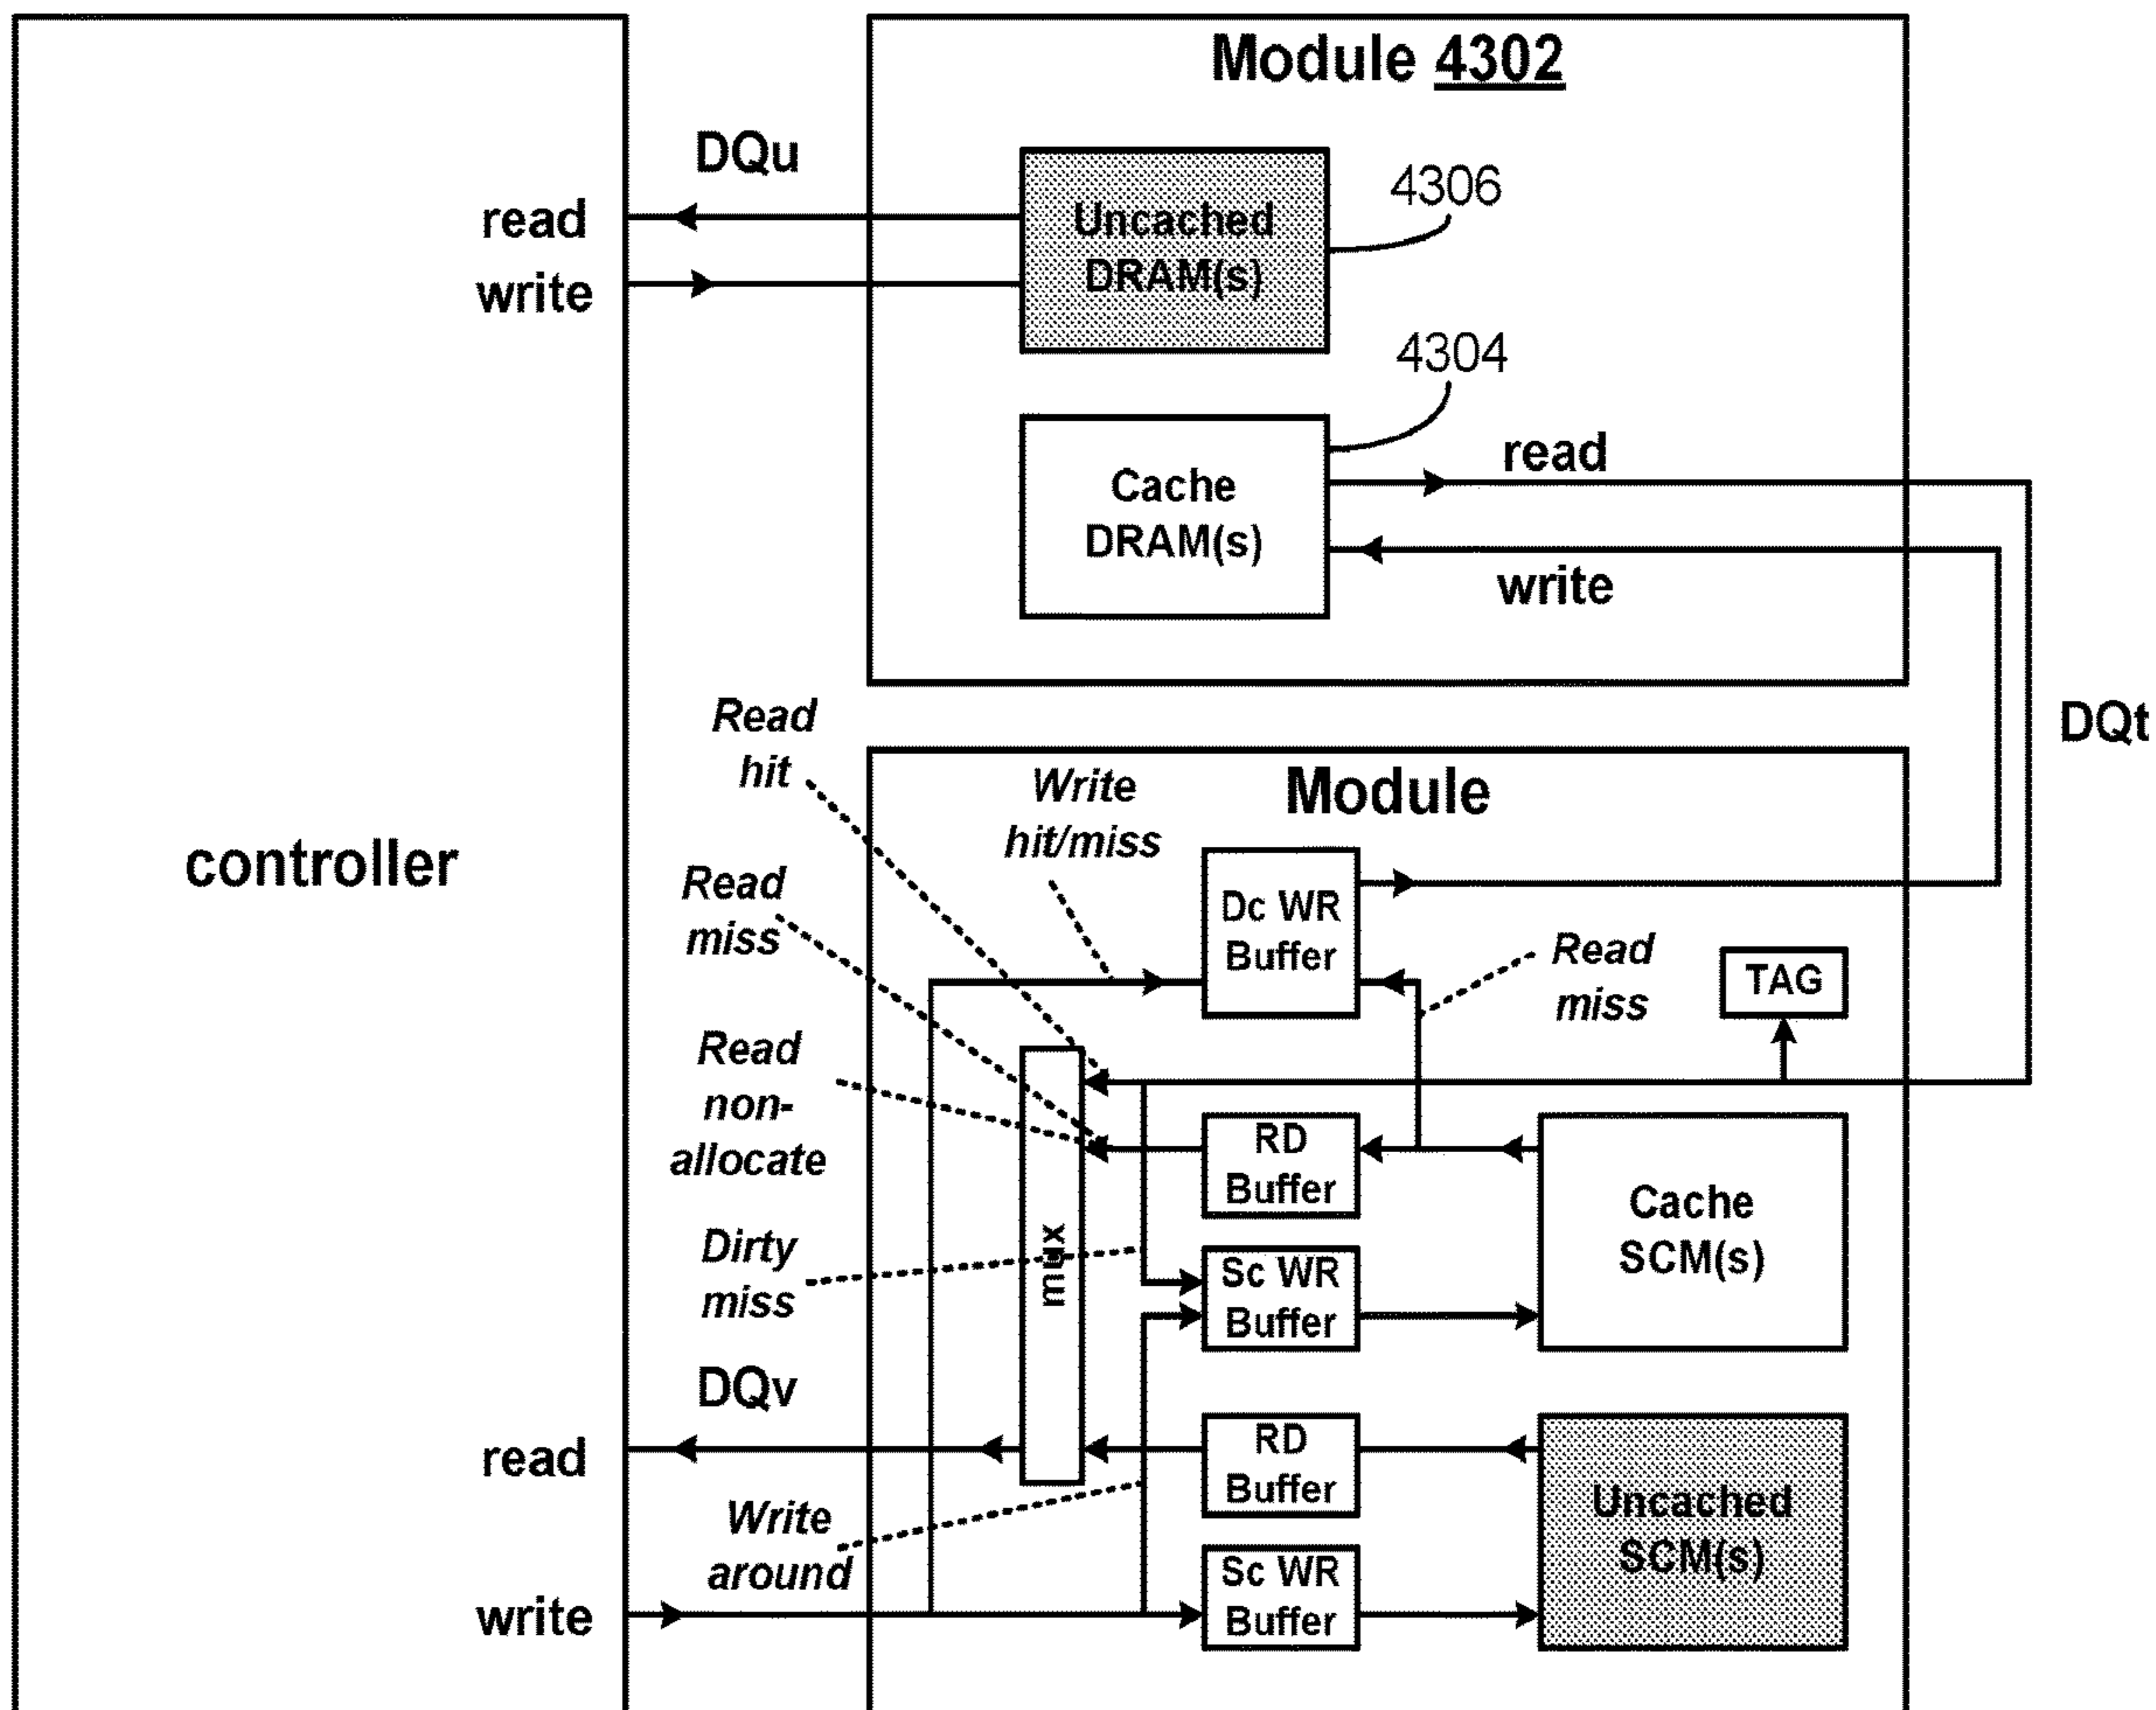 Module 4302
DQu
read
write
Uncached
DRAM(s)
4306
4304
Cache
DRAM(s)
read
write
DQt
controller
Module
Read
hit
Write
hit/miss
Read
miss
Dc WR
Buffer
Read
miss
TAG
Read
non-
allocate
mux
RD
Buffer
Cache
SCM(s)
Dirty
miss
Sc WR
Buffer
DQv
read
RD
Buffer
Uncached
SCM(s)
Write
around
write
Sc WR
Buffer